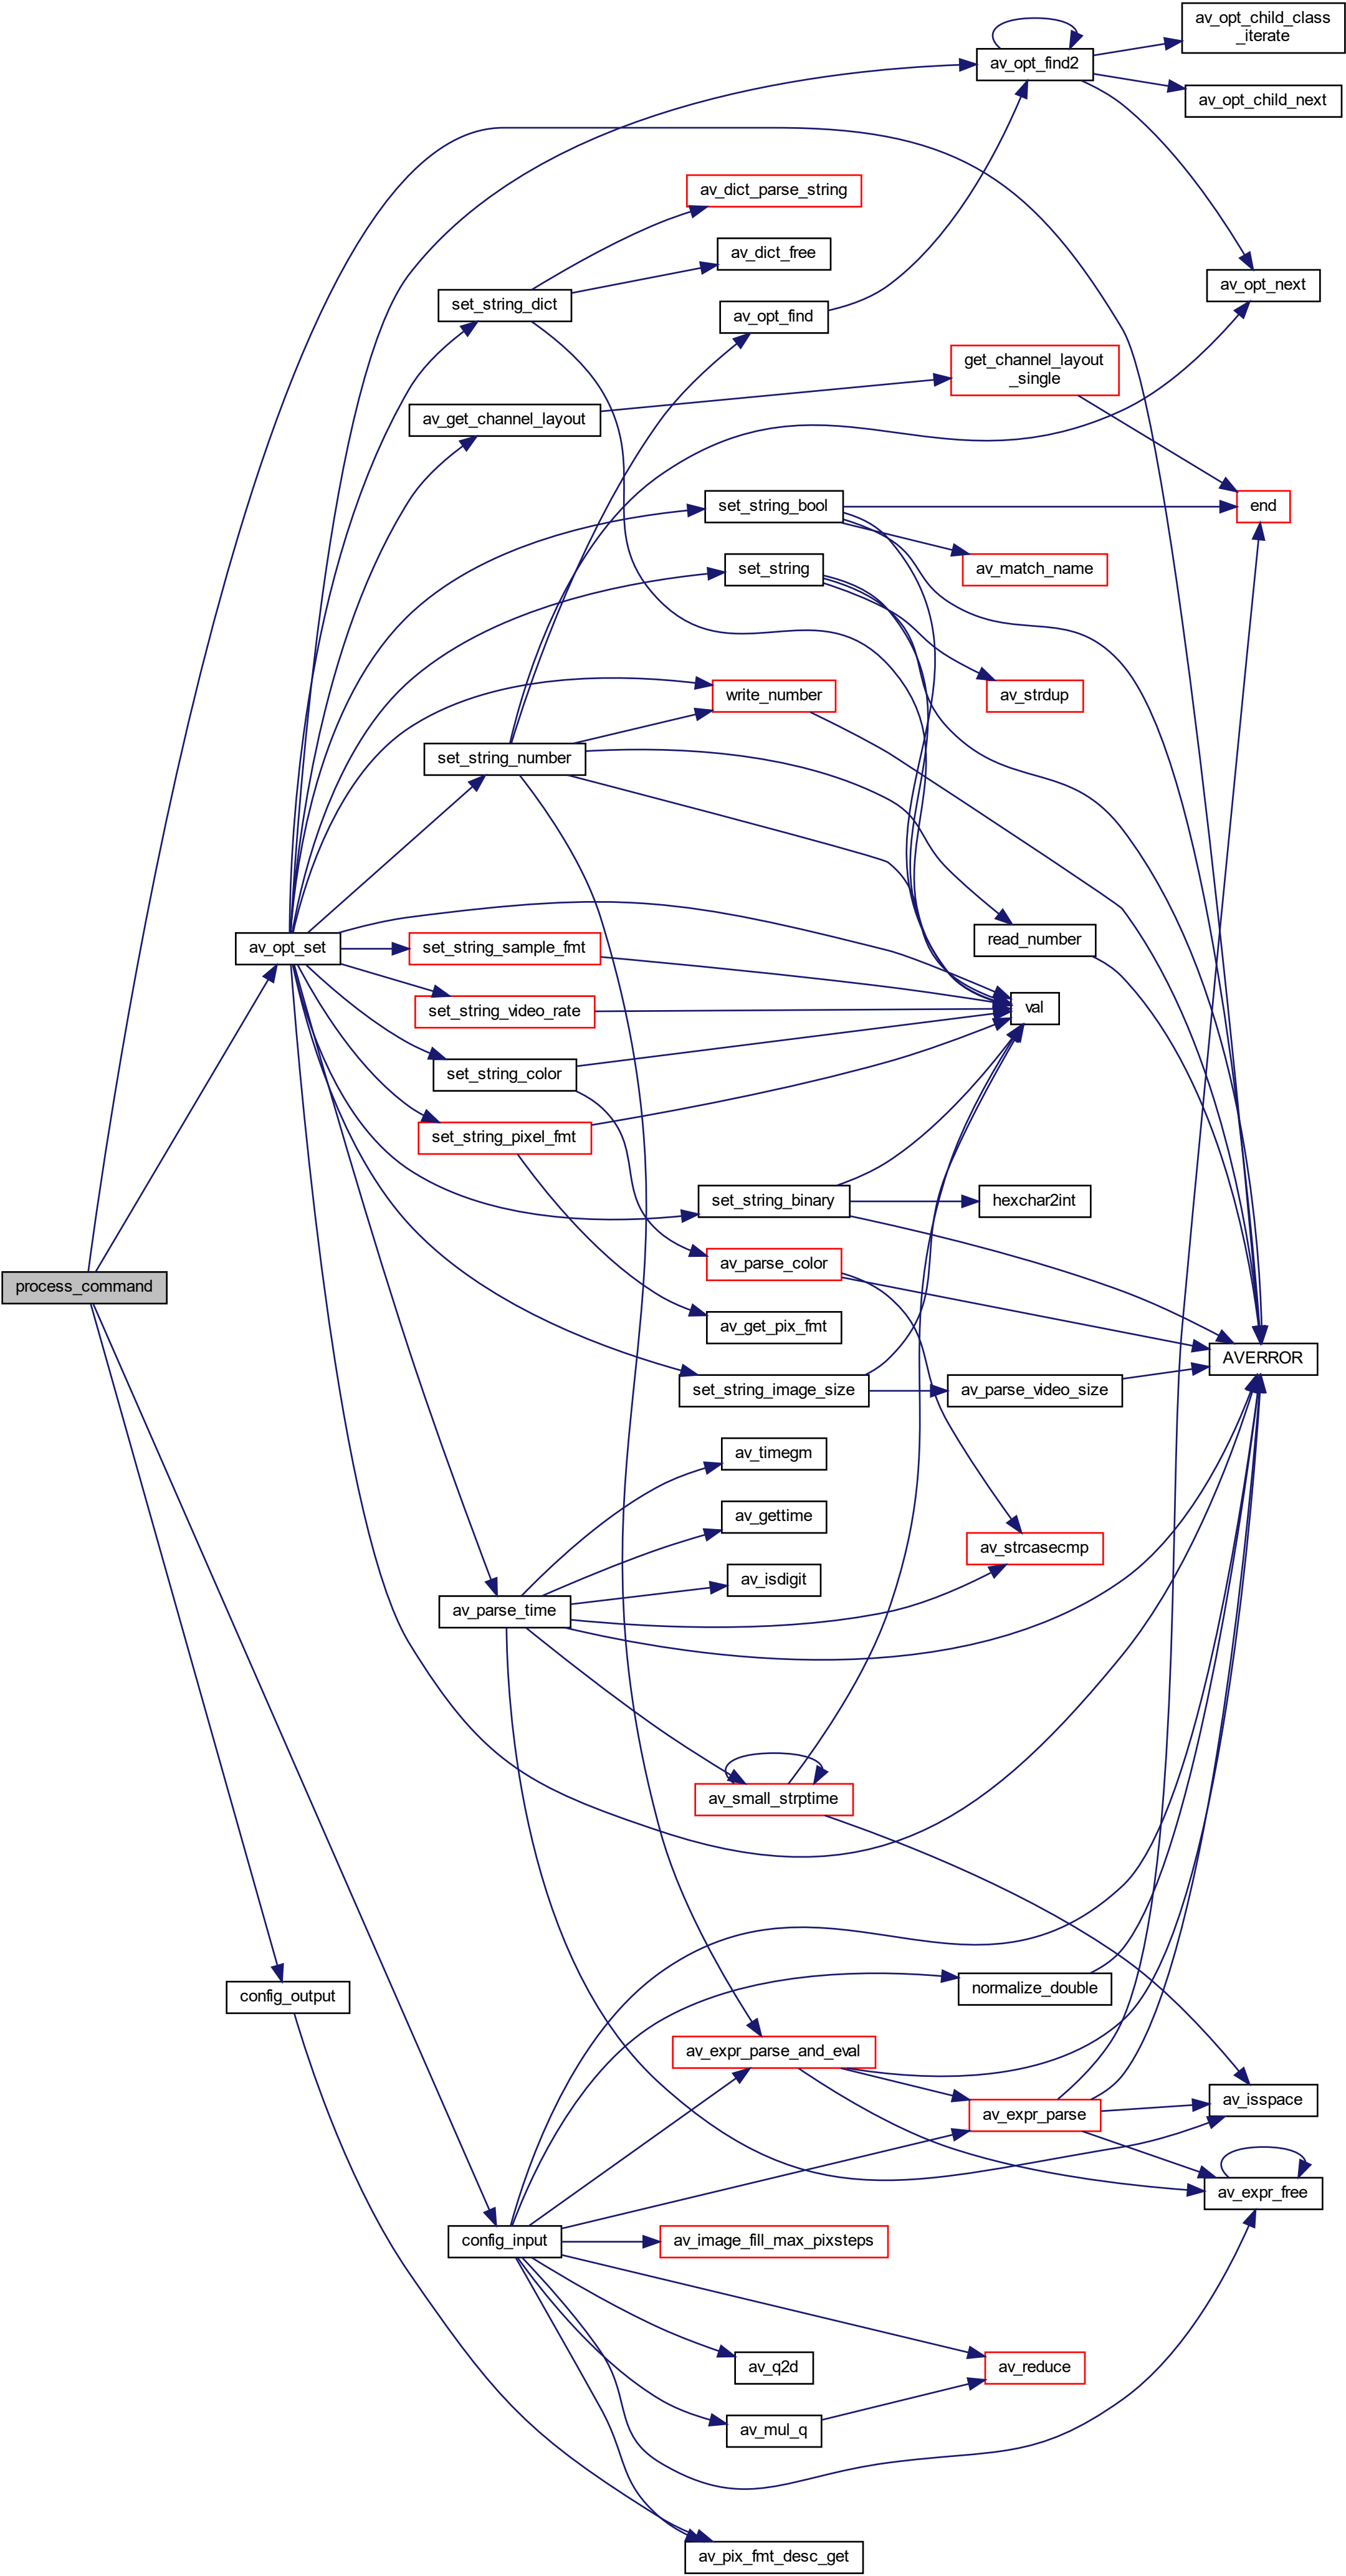 av_opt_child_class
_iterate
av_opt_find2
av_opt_child_next
av_dict_parse_string
av_dict_free
av_opt_next
set_string_dict
av_opt_find
get_channel_layout
_single
av_get_channel_layout
set_string_bool
end
set_string
av_match_name
write_number
av_strdup
set_string_number
av_opt_set
set_string_sample_fmt
read_number
set_string_video_rate
val
set_string_color
set_string_pixel_fmt
set_string_binary
hexchar2int
av_parse_color
process_command
av_get_pix_fmt
AVERROR
set_string_image_size
av_parse_video_size
av_timegm
av_gettime
av_strcasecmp
av_isdigit
av_parse_time
av_small_strptime
config_output
normalize_double
av_expr_parse_and_eval
av_expr_parse
av_isspace
av_expr_free
config_input
av_image_fill_max_pixsteps
av_q2d
av_reduce
av_mul_q
av_pix_fmt_desc_get